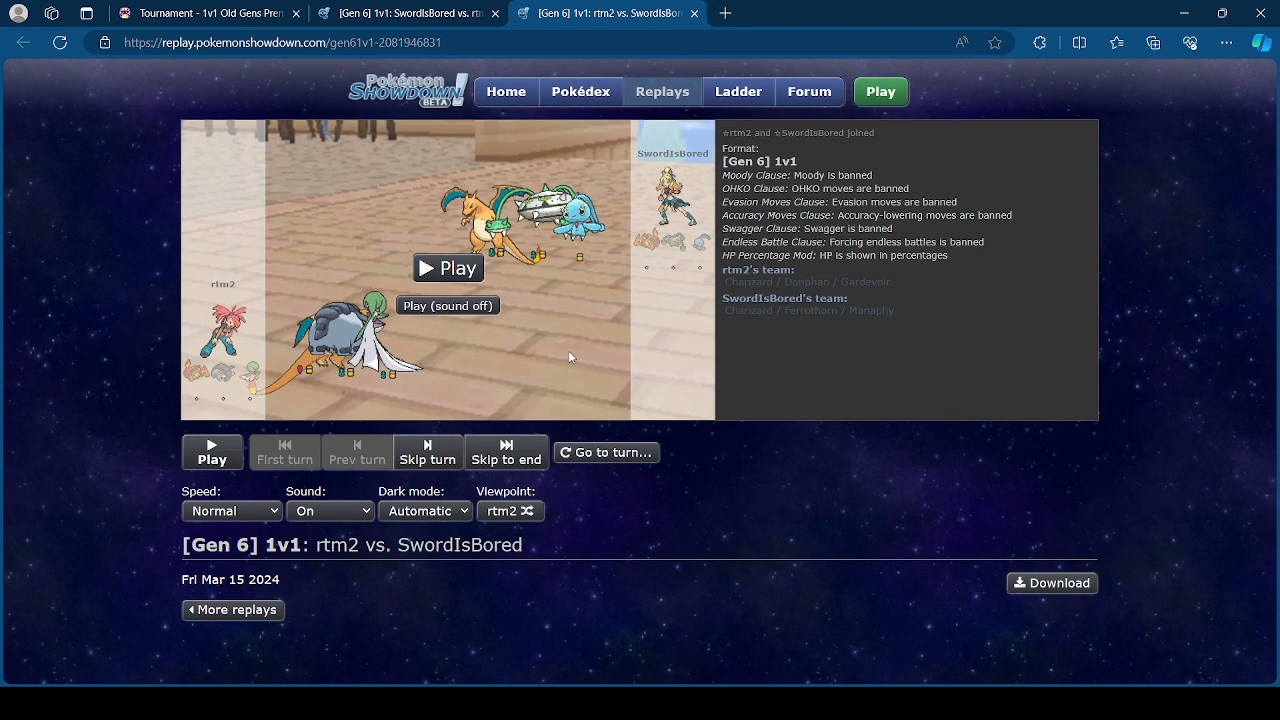 Tournament - 1v1 Old Gens Prem
[Gen 6] 1v1: SwordIsBored vs. rtm
[Gen 6] 1v1: rtm2 vs. SwordIsBor
https://replay.pokemonshowdown.com/gen61v1-2081946831
Pokémon
SHOWDOWN!
BETA
Home
Pokédex
Replays
Ladder
Forum
Play
SwordIsBored
rtm2
Play
Play (sound off)
☆rtm2 and ☆SwordIsBored joined
Format:
[Gen 6] 1v1
Moody Clause: Moody is banned
OHKO Clause: OHKO moves are banned
Evasion Moves Clause: Evasion moves are banned
Accuracy Moves Clause: Accuracy-lowering moves are banned
Swagger Clause: Swagger is banned
Endless Battle Clause: Forcing endless battles is banned
HP Percentage Mod: HP is shown in percentages
rtm2's team:
Charizard / Donphan / Gardevoir
SwordIsBored's team:
Charizard / Ferrothorn / Manaphy
Play
First turn
Prev turn
Skip turn
Skip to end
Go to turn...
Speed:
Sound:
Dark mode:
Viewpoint:
Normal
On
Automatic
rtm2
[Gen 6] 1v1: rtm2 vs. SwordIsBored
Fri Mar 15 2024
Download
More replays